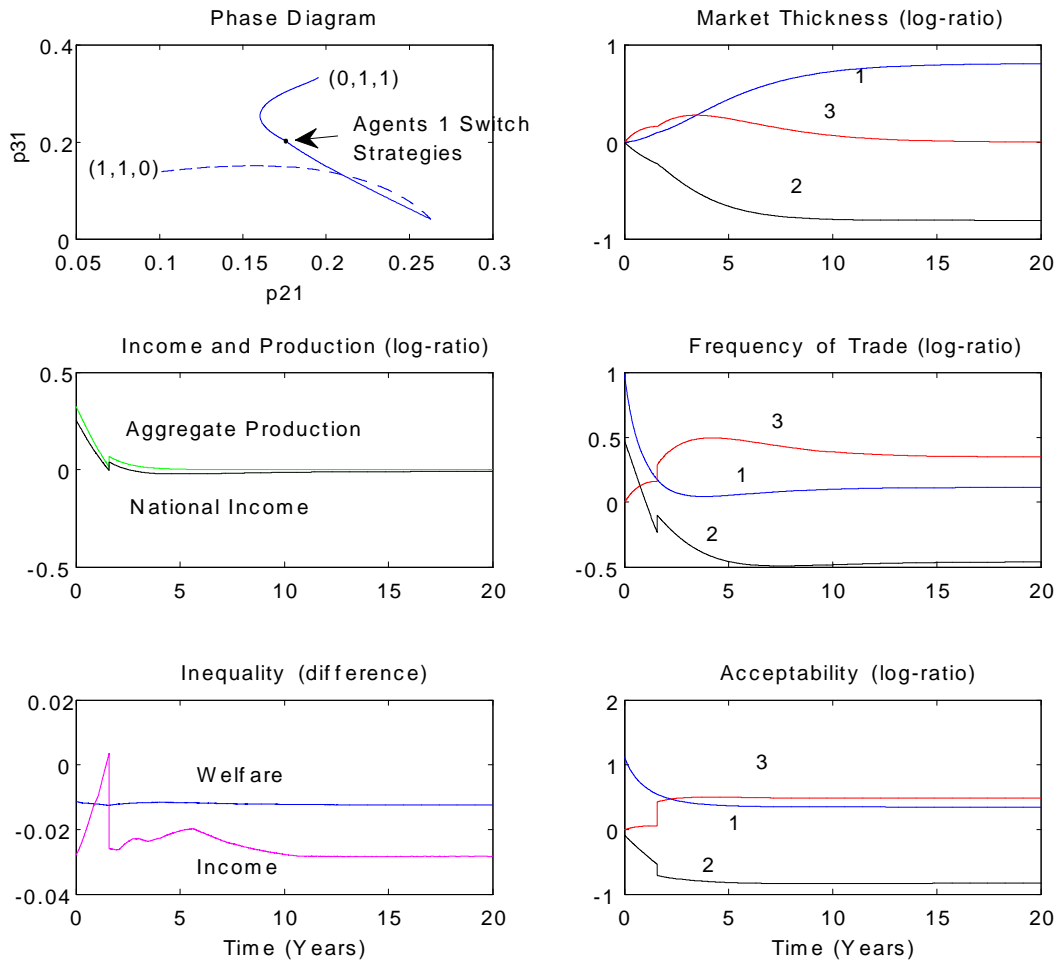 Phase Diagram
0.4
0.2
0
p31
(0,1,1)
Agents 1 Switch
Strategies
(1,1,0)
0.05 0.1 0.15 0.2 0.25 0.3
p21
Market Thickness (log-ratio)
1
0
-1
1
3
2
0 5 10 15 20
Income and Production (log-ratio)
0.5
0
-0.5
Aggregate Production
National Income
0 5 10 15 20
Frequency of Trade (log-ratio)
1
0.5
0
-0.5
3
1
2
0 5 10 15 20
Inequality (difference)
0.02
0
-0.02
-0.04
Welfare
Income
0 5 10 15 20
Time (Years)
Acceptability (log-ratio)
2
1
0
-1
3
1
2
0 5 10 15 20
Time (Years)